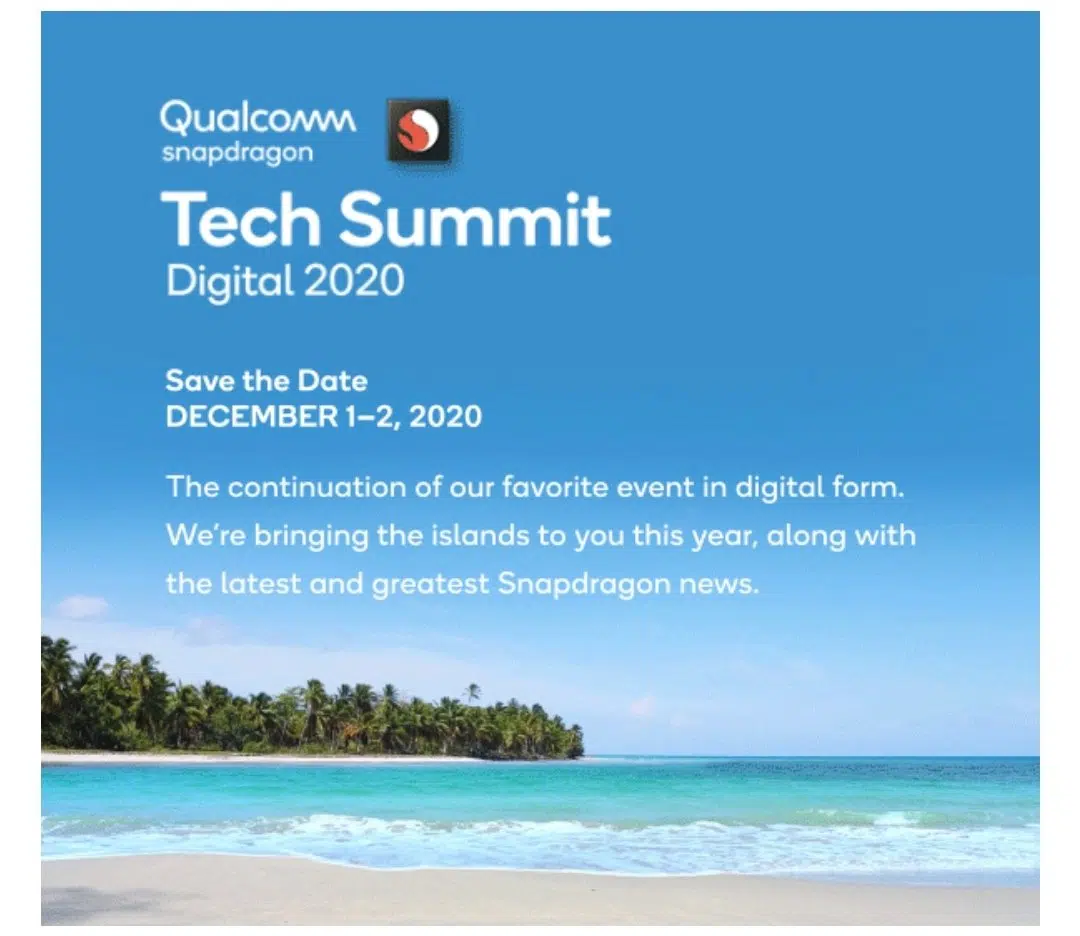 Qualcomm
snapdragon
Tech Summit
Digital 2020
Save the Date
DECEMBER 1–2, 2020
The continuation of our favorite event in digital form.
We’re bringing the islands to you this year, along with
the latest and greatest Snapdragon news.